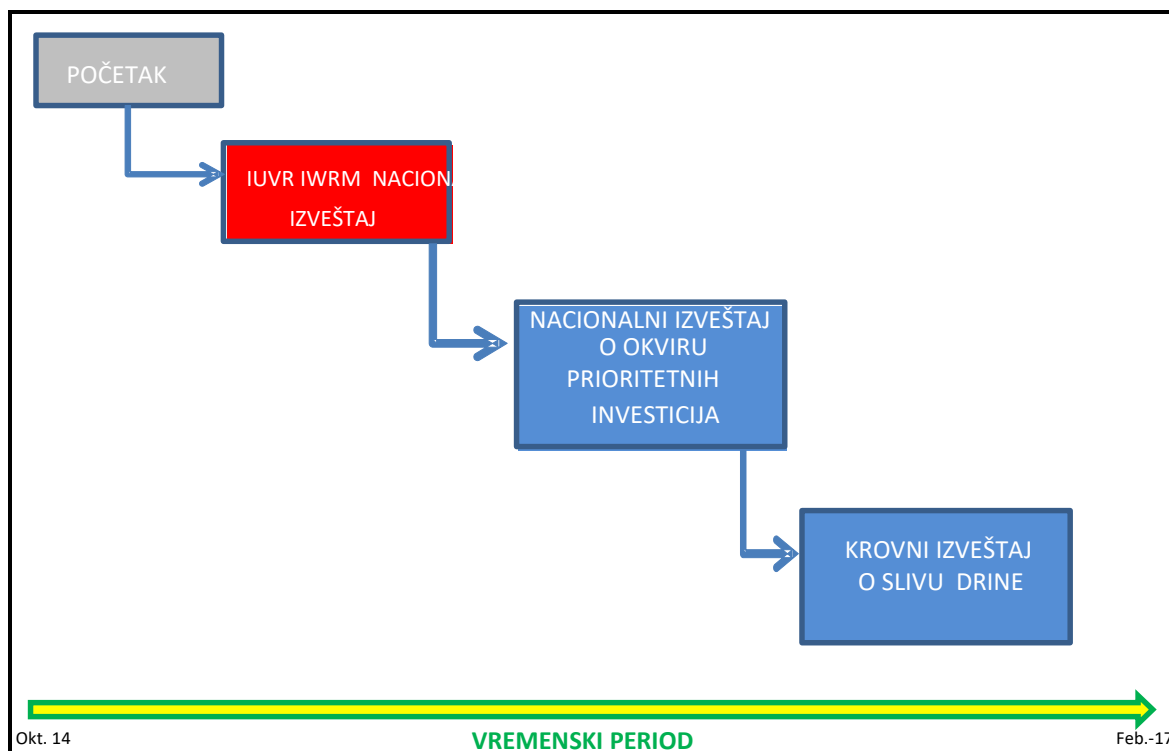 POČETAK
IUVR IWRM NACION
IZVEŠTAJ
NACIONALNI IZVEŠTAJ
O OKVIRU
PRIORITETNIH
INVESTICIJA
KROVNI IZVEŠTAJ
O SLIVU DRINE
Okt. 14
VREMENSKI PERIOD
Feb.-17